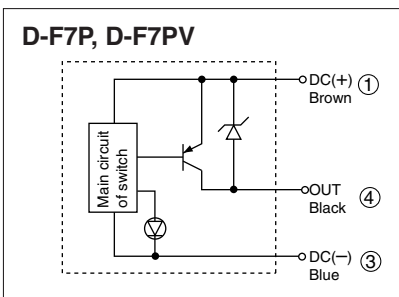 D-F7P, D-F7PV
DC(+) ①
Brown
Main circuit
of switch
OUT ④
Black
DC(−) ③
Blue